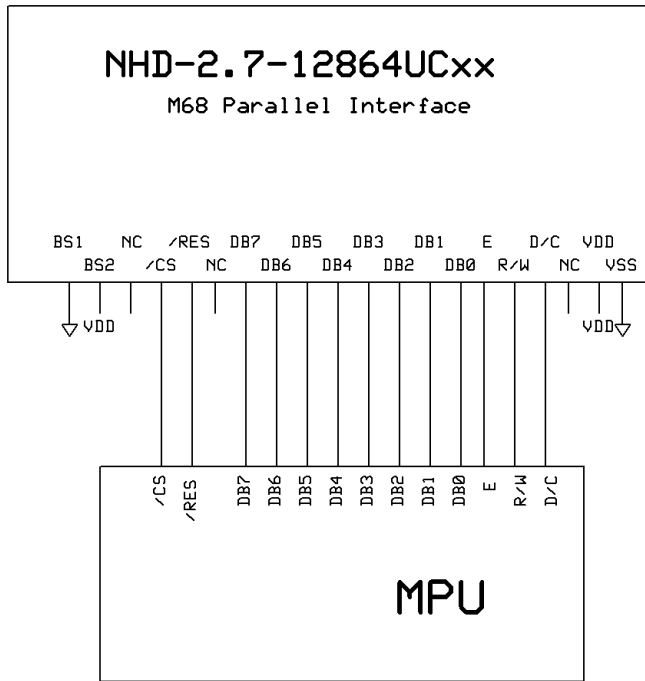 NHD-2.7-12864UCxx
M68 Parallel Interface
BS1 NC /RES DB7 DB5 DB3 DB1 E D/C VDD
BS2 /CS NC DB6 DB4 DB2 DB0 R/W NC VSS
VDD VDD
/CS /RES DB7 DB6 DB5 DB4 DB3 DB2 DB1 DB0 E R/W D/C
MPU